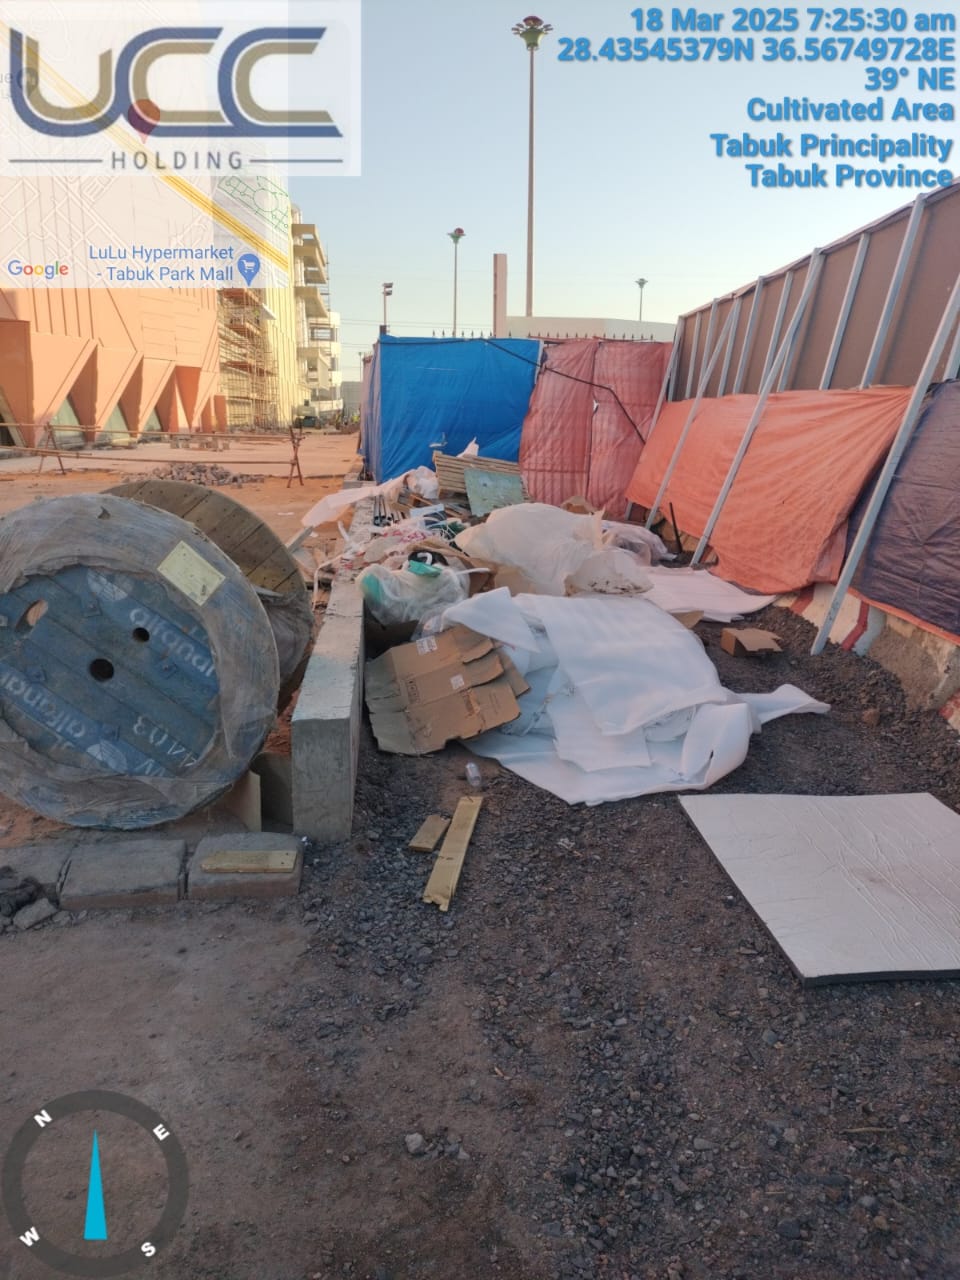 UCC
HOLDING
18 Mar 2025 7:25:30 am
28.43545379N 36.56749728E
39° NE
Cultivated Area
Tabuk Principality
Tabuk Province
Google
LuLu Hypermarket
- Tabuk Park Mall
alfanar
N
E
W
S